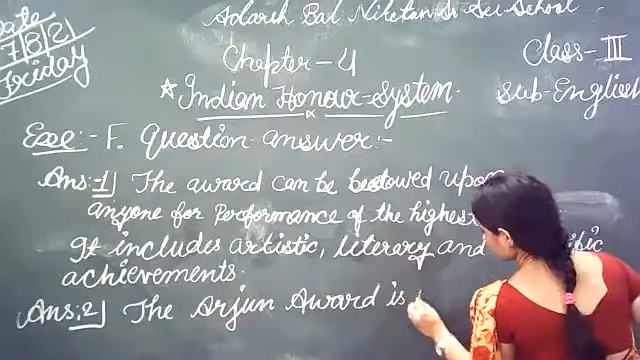 Adarsh Bal Niketan Sr Sec School
Date
7/8/21
Friday
Chapter - 4
Class - III
* Indian Honour System
Sub - English
Exe:- F. Question answer:-
Ans:-1] The award can be bestowed upon
anyone for Performance of the highest
It includes artistic, literary and
achievements.
Ans:2] The Arjun Award is